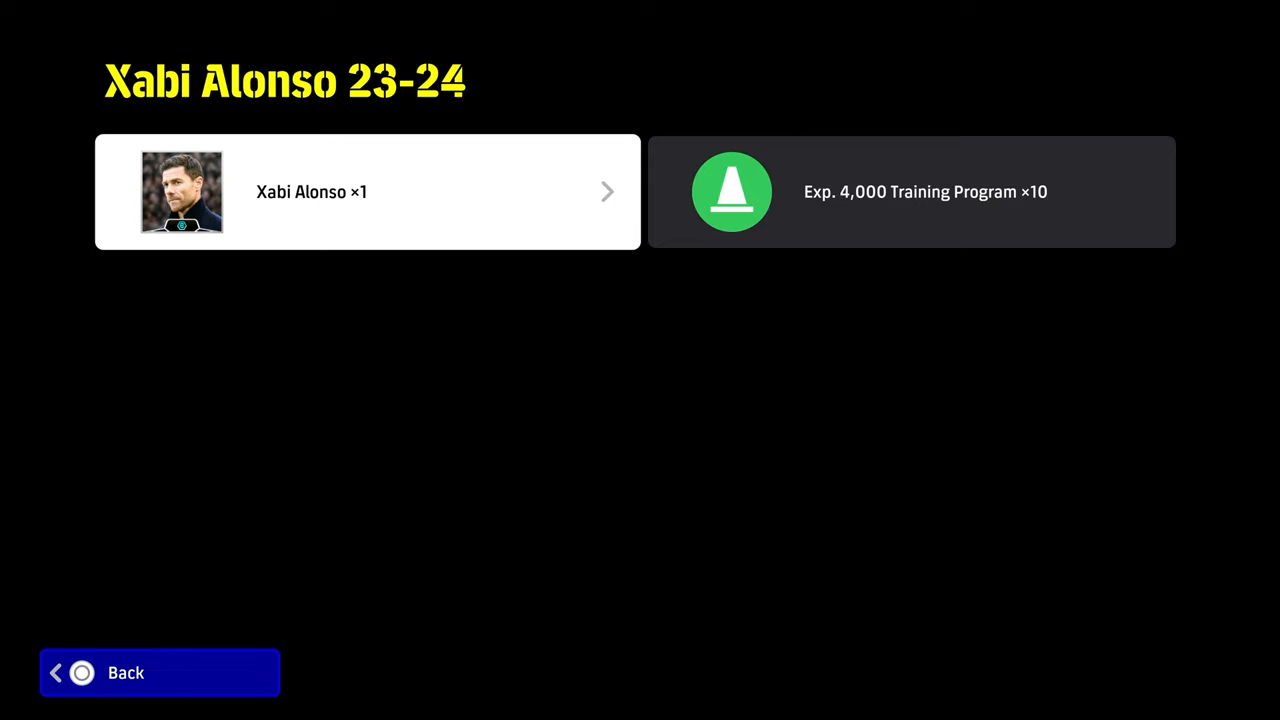 Xabi Alonso 23-24
Xabi Alonso ×1
Exp. 4,000 Training Program ×10
Back